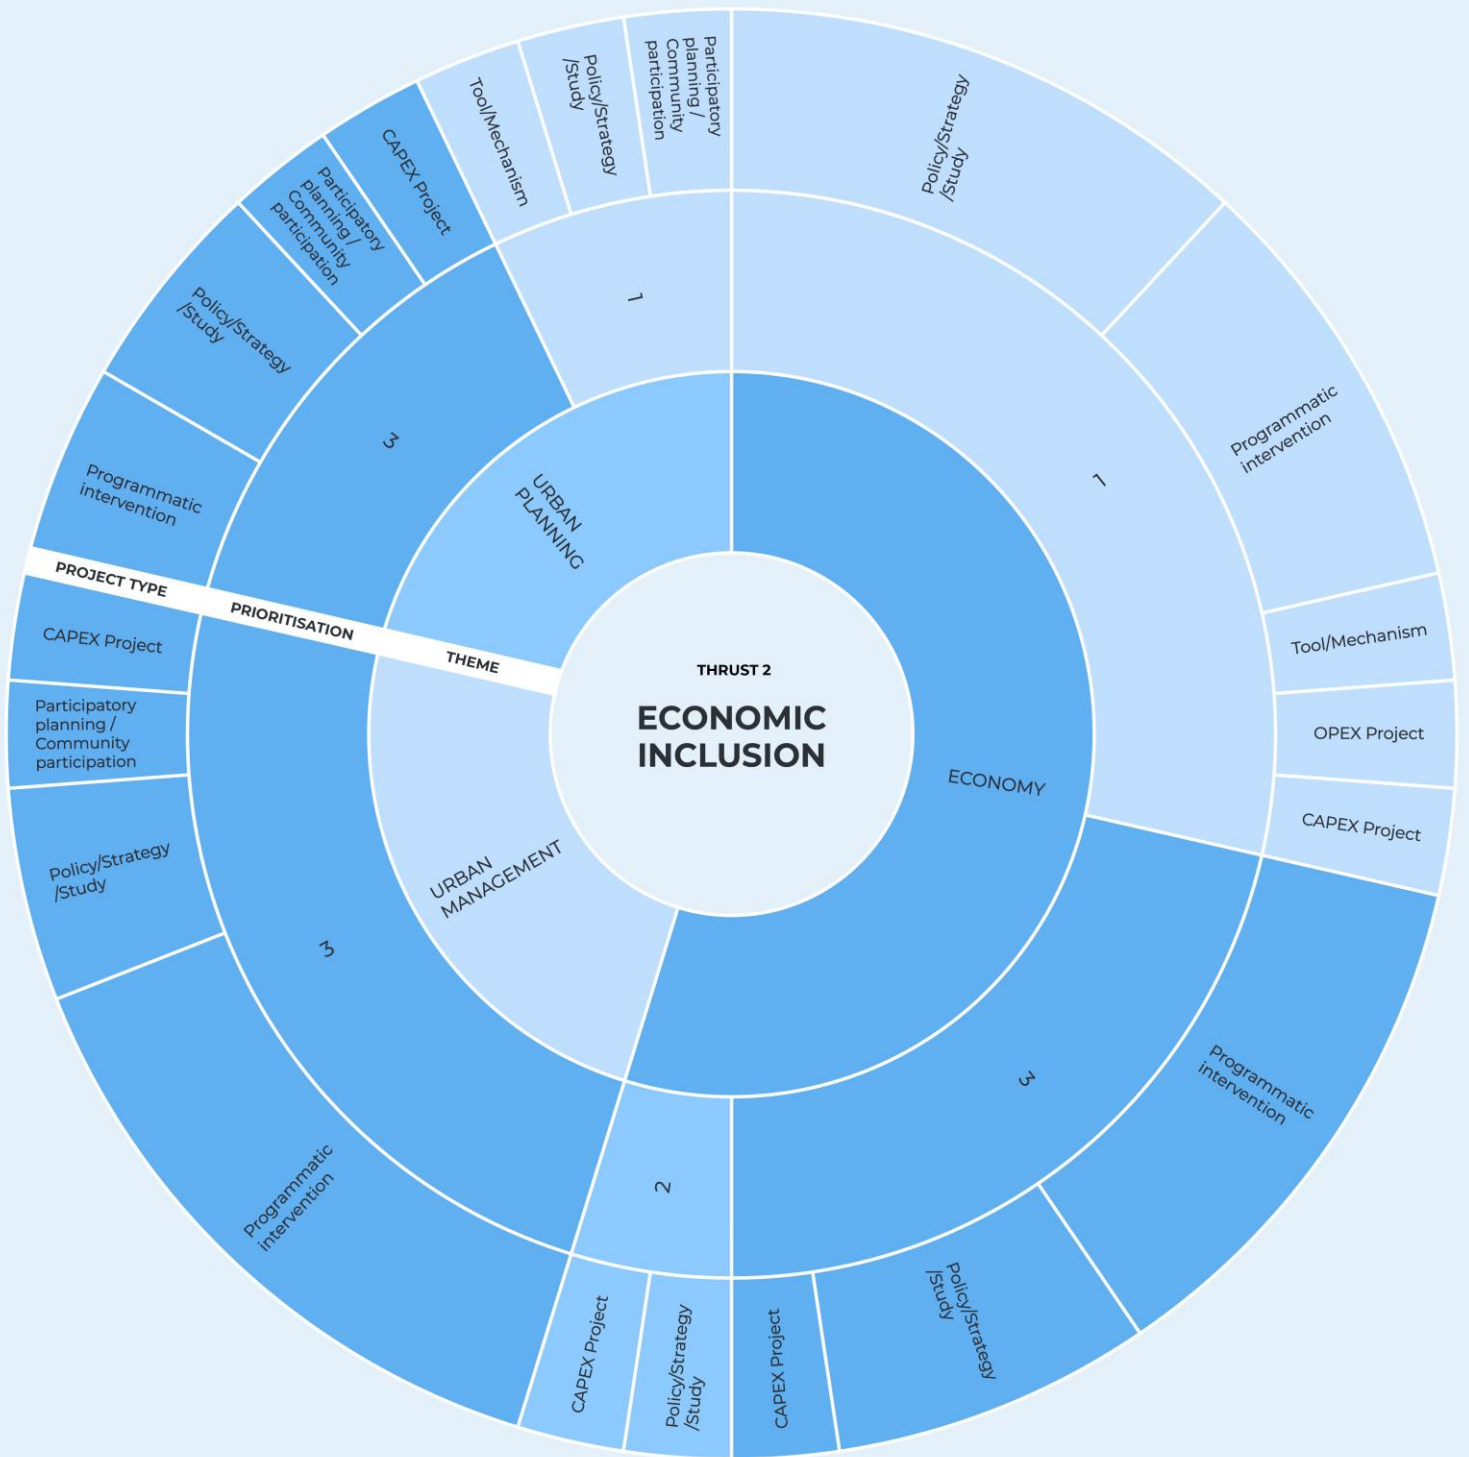 THRUST 2
ECONOMIC
INCLUSION
PROJECT TYPE
PRIORITISATION
THEME
ECONOMY
1
Policy/Strategy
/Study
Programmatic
intervention
Tool/Mechanism
OPEX Project
CAPEX Project
3
Programmatic
intervention
Policy/Strategy
/Study
CAPEX Project
2
Policy/Strategy
/Study
CAPEX Project
URBAN
MANAGEMENT
3
Programmatic
intervention
Policy/Strategy
/Study
Participatory
planning /
Community
participation
CAPEX Project
URBAN
PLANNING
3
Programmatic
intervention
Policy/Strategy
/Study
Participatory
planning /
Community
participation
CAPEX Project
1
Tool/Mechanism
Policy/Strategy
/Study
Participatory
planning /
Community
participation